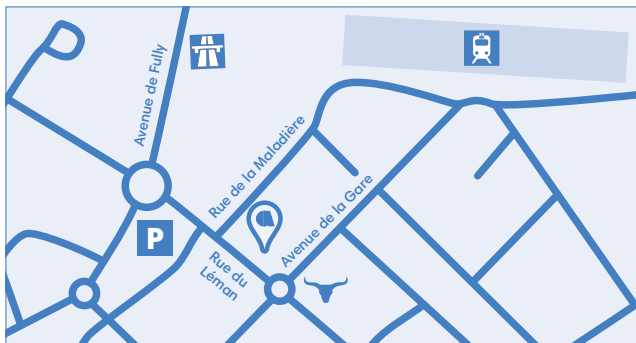 Avenue de Fully
Rue de la Maladière
Avenue de la Gare
P
Rue du
Léman